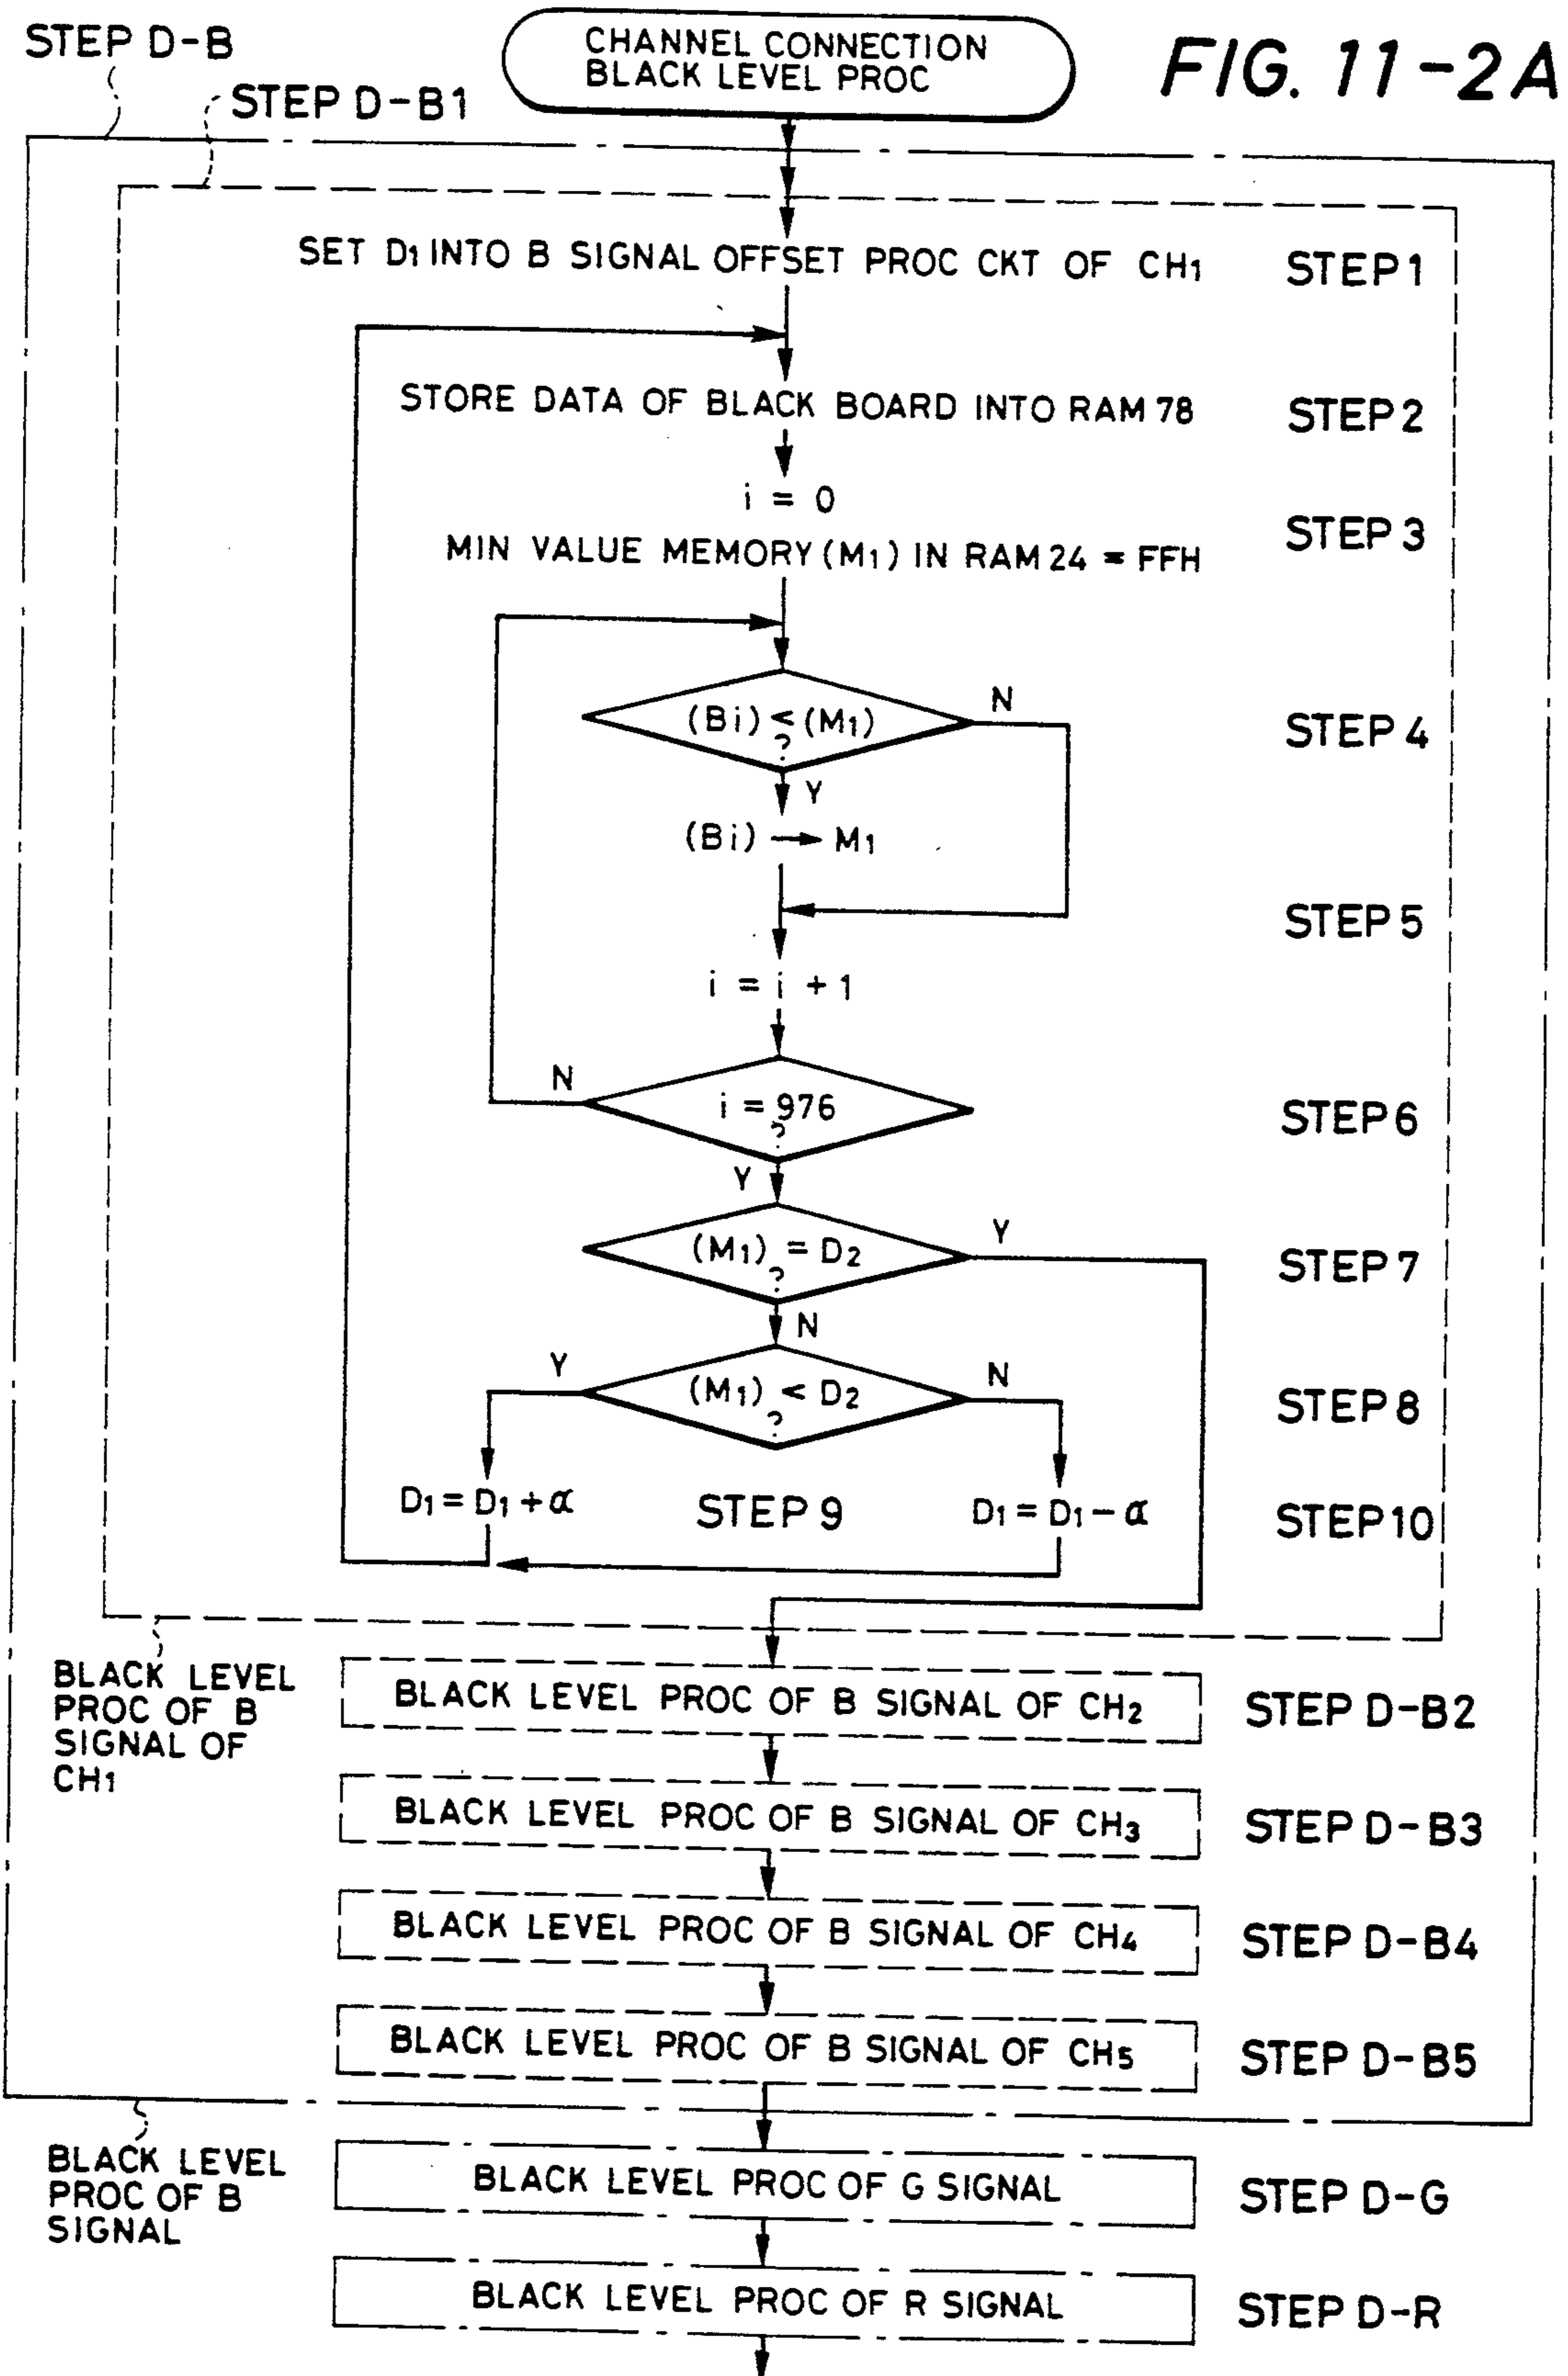 STEP D-B
CHANNEL CONNECTION
BLACK LEVEL PROC
FIG. 11-2A
STEP D-B1
SET D1 INTO B SIGNAL OFFSET PROC CKT OF CH1
STEP 1
STORE DATA OF BLACK BOARD INTO RAM 78
STEP 2
i = 0
MIN VALUE MEMORY (M1) IN RAM 24 = FFH
STEP 3
(Bi) ≤ (M1)
?
N
STEP 4
Y
(Bi) → M1
STEP 5
i = i + 1
N
i = 976
?
STEP 6
Y
(M1) = D2
?
Y
STEP 7
N
Y
(M1) < D2
?
N
STEP 8
D1 = D1 + α
STEP 9
D1 = D1 − α
STEP 10
BLACK LEVEL
PROC OF B
SIGNAL OF
CH1
BLACK LEVEL PROC OF B SIGNAL OF CH2
STEP D-B2
BLACK LEVEL PROC OF B SIGNAL OF CH3
STEP D-B3
BLACK LEVEL PROC OF B SIGNAL OF CH4
STEP D-B4
BLACK LEVEL PROC OF B SIGNAL OF CH5
STEP D-B5
BLACK LEVEL
PROC OF B
SIGNAL
BLACK LEVEL PROC OF G SIGNAL
STEP D-G
BLACK LEVEL PROC OF R SIGNAL
STEP D-R